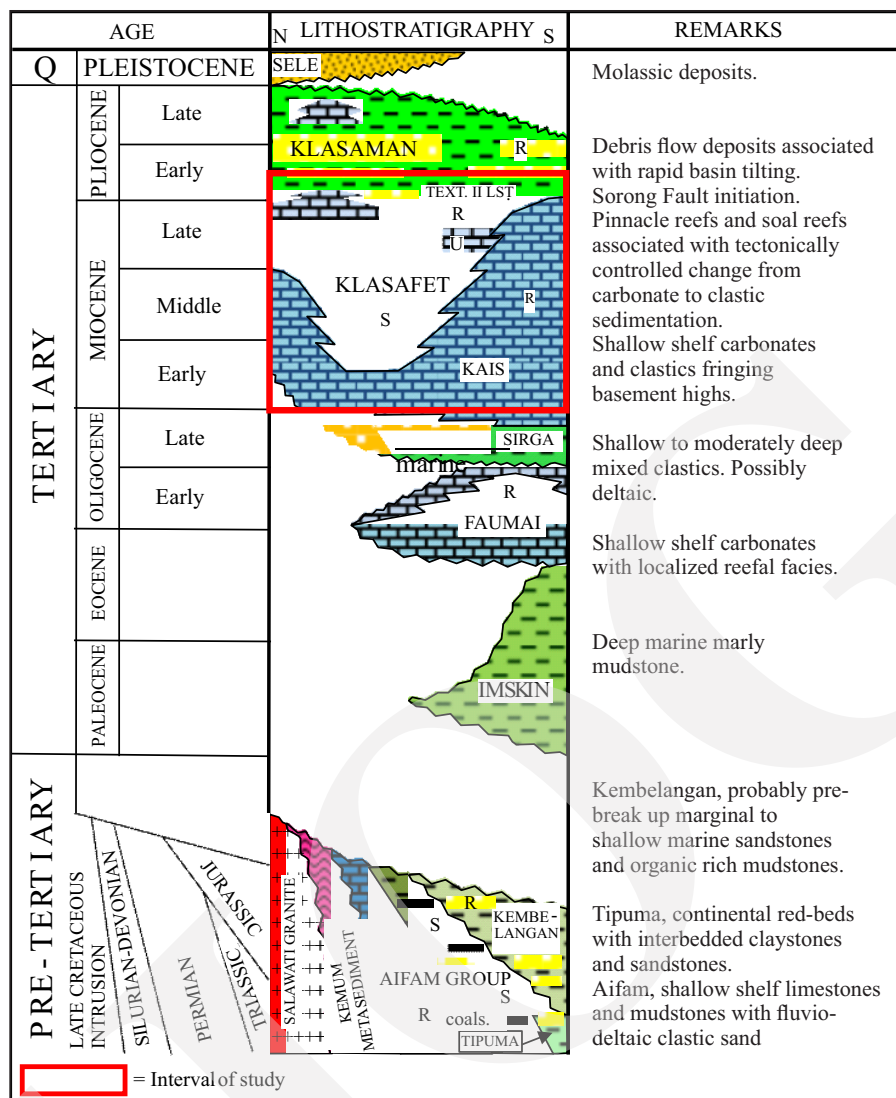 AGE
N LITHOSTRATIGRAPHY S
REMARKS
Q
PLEISTOCENE
SELE
Molassic deposits.
TERTIARY
PLIOCENE
Late
Early
KLASAMAN
R
Debris flow deposits associated
with rapid basin tilting.
Sorong Fault initiation.
Pinnacle reefs and soal reefs
associated with tectonically
controlled change from
carbonate to clastic
sedimentation.
Shallow shelf carbonates
and clastics fringing
basement highs.
MIOCENE
Late
Middle
Early
TEXT. II LST
R
U
KLASAFET
S
R
KAIS
OLIGOCENE
Late
Early
SIRGA
marine
R
FAUMAI
Shallow to moderately deep
mixed clastics. Possibly
deltaic.
EOCENE
Shallow shelf carbonates
with localized reefal facies.
PALEOCENE
IMSKIN
Deep marine marly
mudstone.
PRE-TERTIARY
LATE CRETACEOUS
INTRUSION
SILURIAN-DEVONIAN
PERMIAN
TRIASSIC
JURASSIC
SALAWATI GRANITE
KEMUM
METASEDIMENT
S
R
KEMBE-
LANGAN
AIFAM GROUP
S
R
coals.
TIPUMA
Kembelangan, probably pre-
break up marginal to
shallow marine sandstones
and organic rich mudstones.
Tipuma, continental red-beds
with interbedded claystones
and sandstones.
Aifam, shallow shelf limestones
and mudstones with fluvio-
deltaic clastic sand
= Interval of study